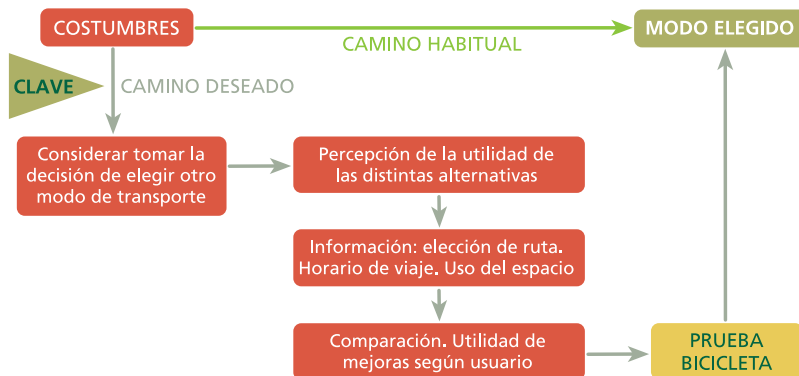 COSTUMBRES
MODO ELEGIDO
CAMINO HABITUAL
CLAVE
CAMINO DESEADO
Considerar tomar la
decisión de elegir otro
modo de transporte
Percepción de la utilidad de
las distintas alternativas
Información: elección de ruta.
Horario de viaje. Uso del espacio
Comparación. Utilidad de
mejoras según usuario
PRUEBA
BICICLETA